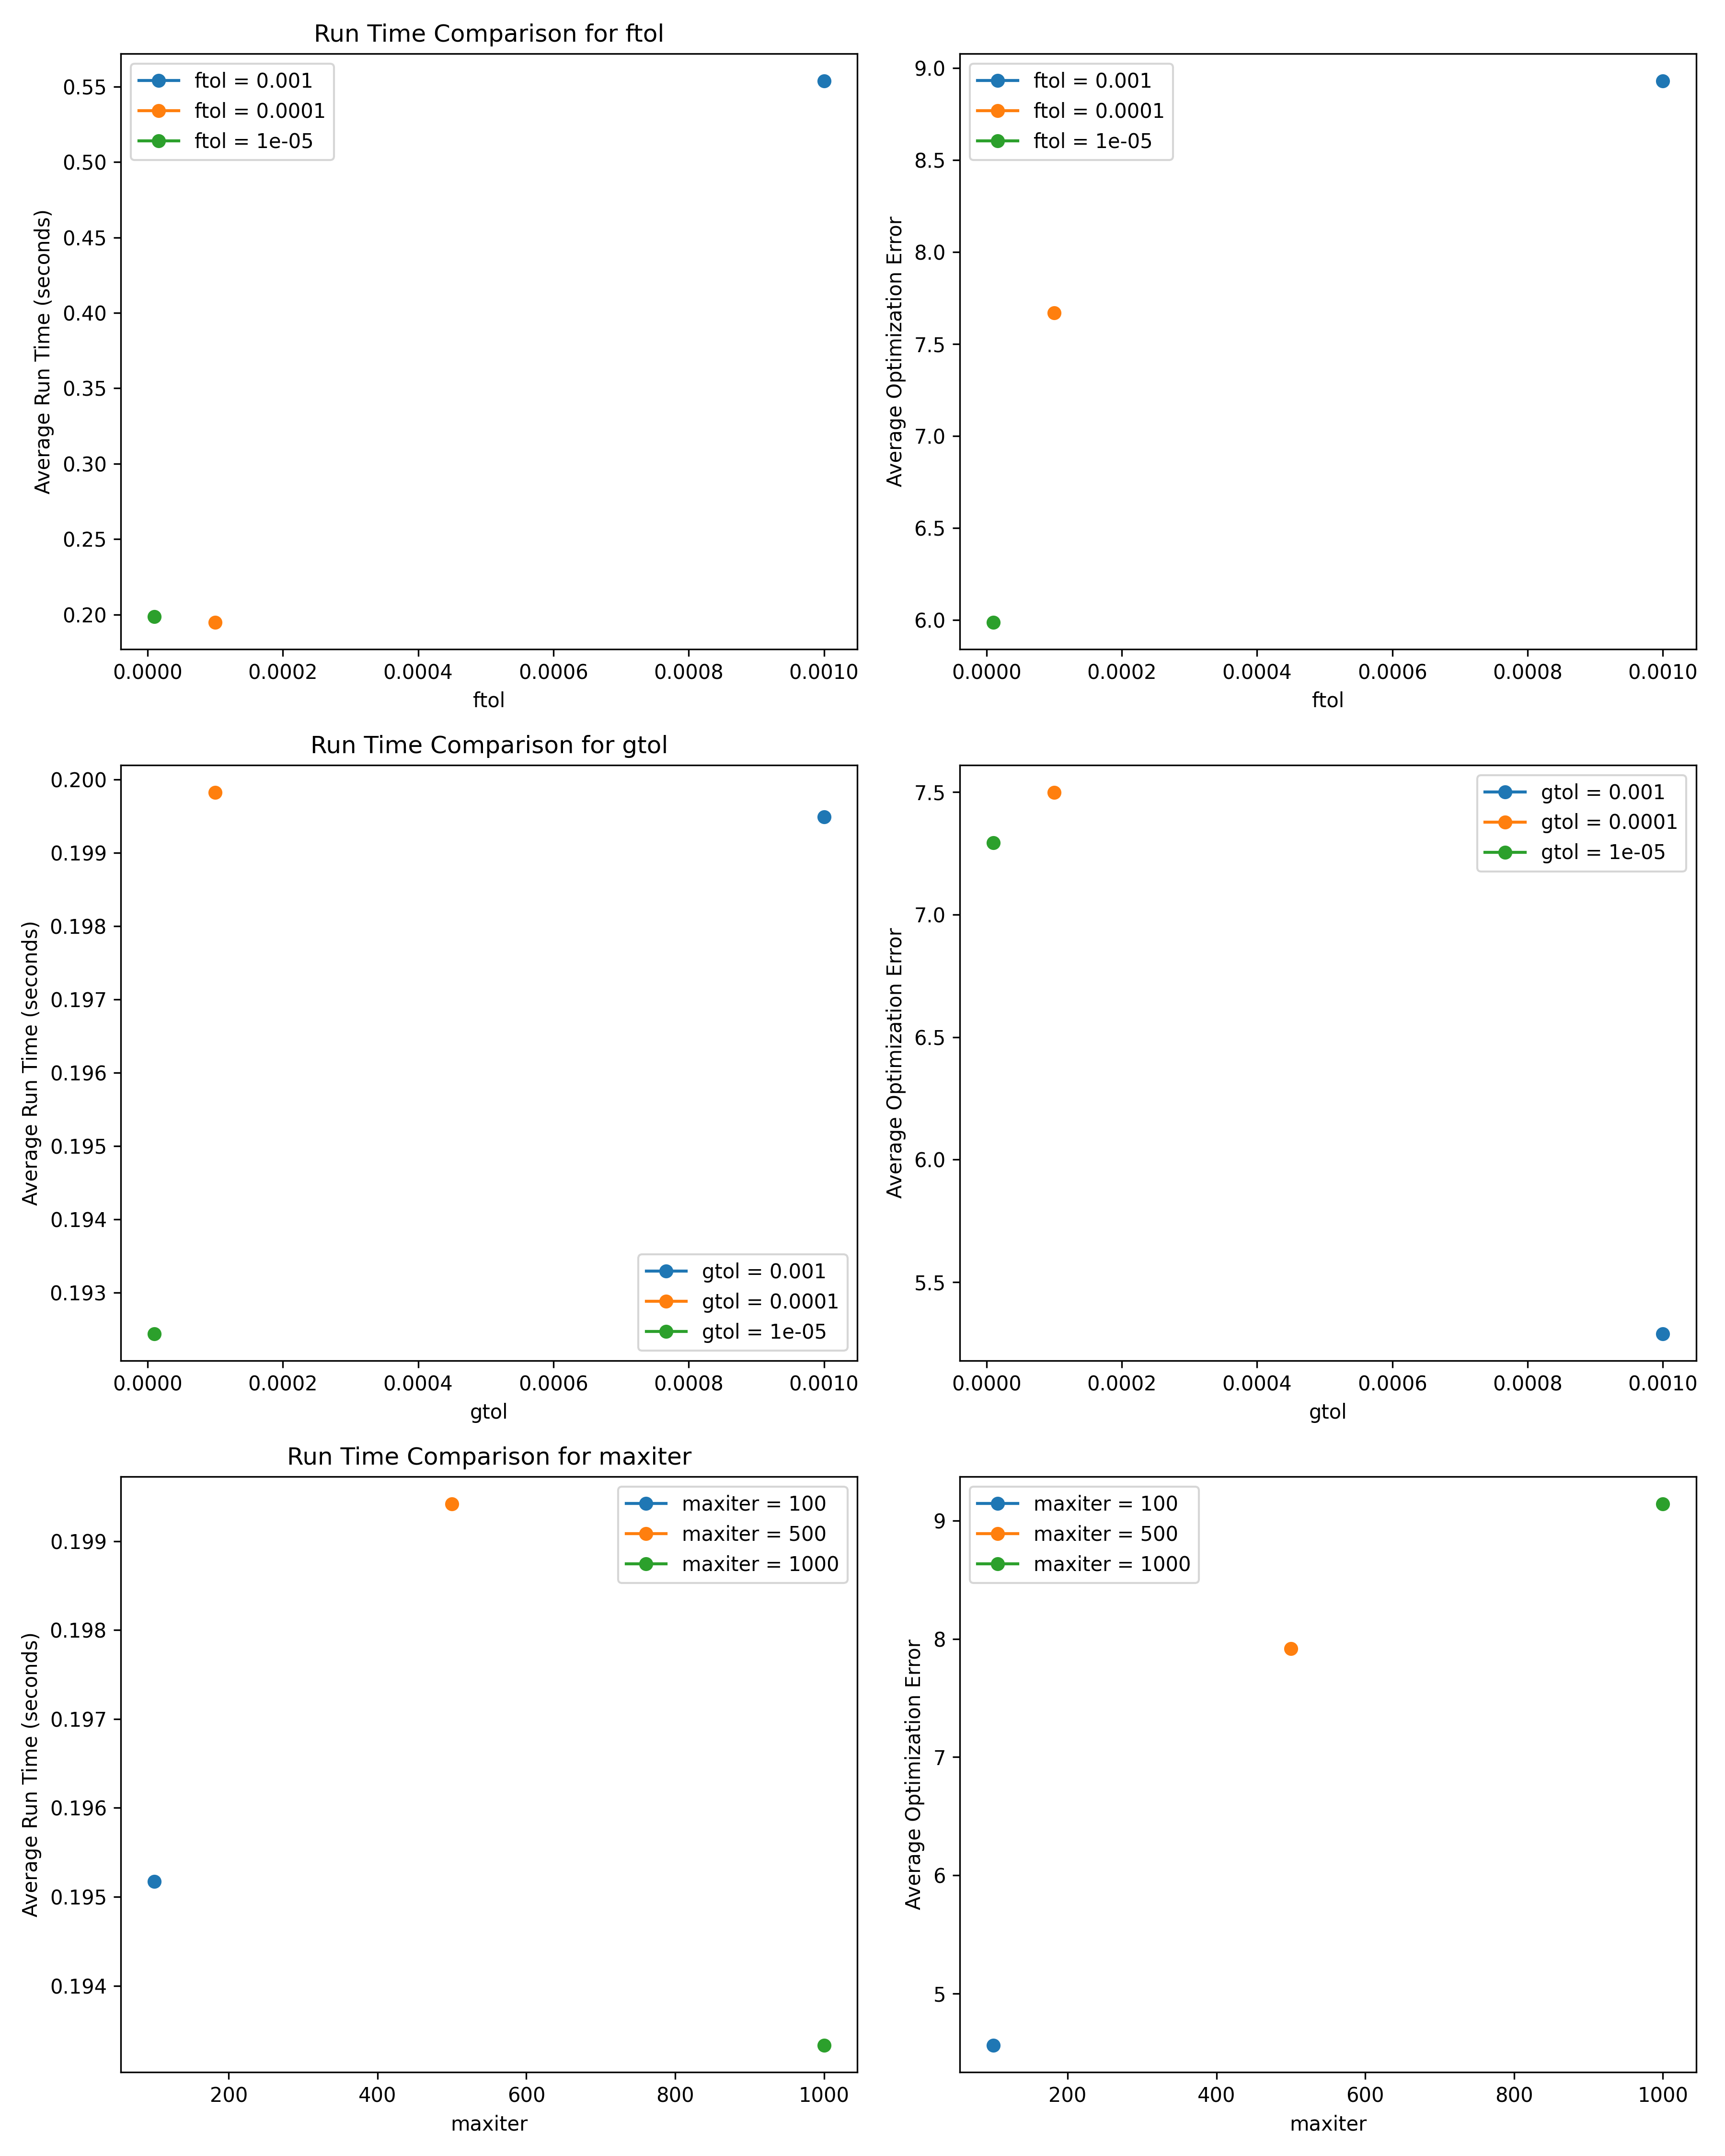 Run Time Comparison for ftol
Average Run Time (seconds)
0.55
0.50
0.45
0.40
0.35
0.30
0.25
0.20
ftol = 0.001
ftol = 0.0001
ftol = 1e-05
0.0000 0.0002 0.0004 0.0006 0.0008 0.0010
ftol
Average Optimization Error
9.0
8.5
8.0
7.5
7.0
6.5
6.0
ftol = 0.001
ftol = 0.0001
ftol = 1e-05
0.0000 0.0002 0.0004 0.0006 0.0008 0.0010
ftol
Run Time Comparison for gtol
Average Run Time (seconds)
0.200
0.199
0.198
0.197
0.196
0.195
0.194
0.193
gtol = 0.001
gtol = 0.0001
gtol = 1e-05
0.0000 0.0002 0.0004 0.0006 0.0008 0.0010
gtol
Average Optimization Error
7.5
7.0
6.5
6.0
5.5
gtol = 0.001
gtol = 0.0001
gtol = 1e-05
0.0000 0.0002 0.0004 0.0006 0.0008 0.0010
gtol
Run Time Comparison for maxiter
Average Run Time (seconds)
0.199
0.198
0.197
0.196
0.195
0.194
maxiter = 100
maxiter = 500
maxiter = 1000
200 400 600 800 1000
maxiter
Average Optimization Error
9
8
7
6
5
maxiter = 100
maxiter = 500
maxiter = 1000
200 400 600 800 1000
maxiter